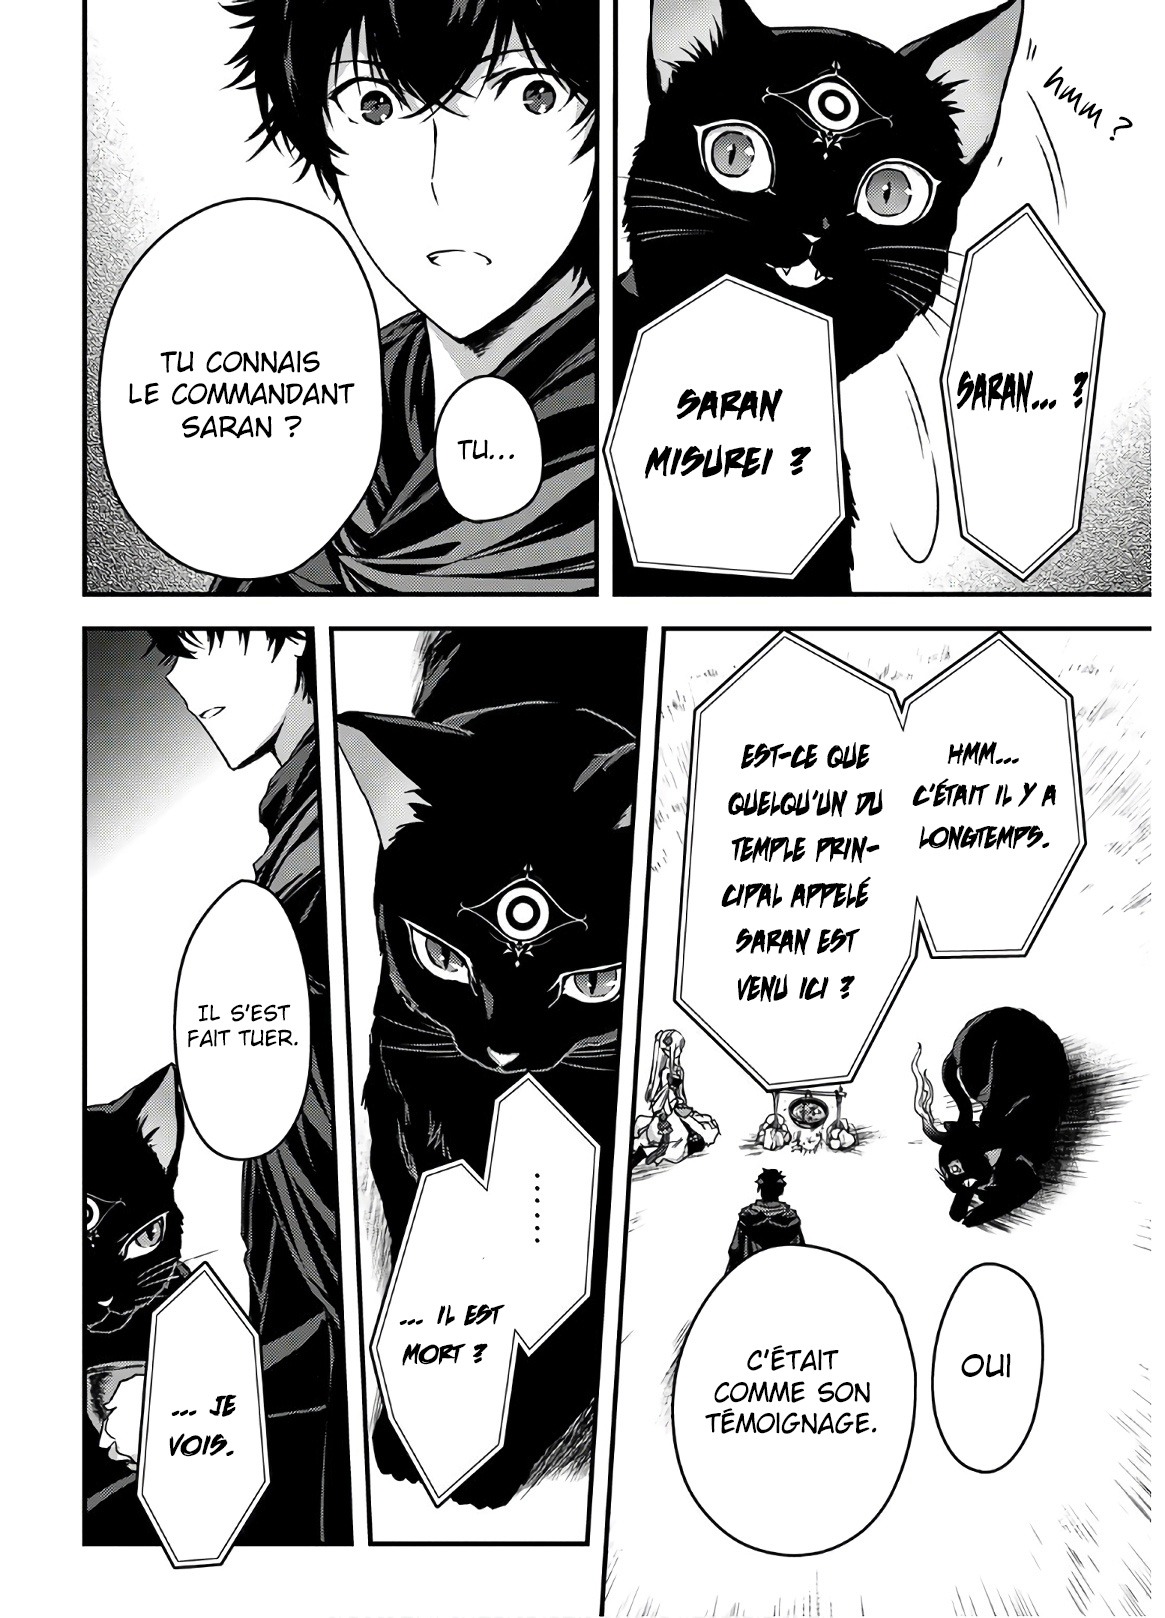 hmm ?
SARAN... ?
SARAN
MISUREI ?
TU...
TU CONNAIS
LE COMMANDANT
SARAN ?
HMM...
C'ÉTAIT IL Y A
LONGTEMPS.
EST-CE QUE
QUELQU'UN DU
TEMPLE PRIN-
CIPAL APPELÉ
SARAN EST
VENU ICI ?
OUI
C'ÉTAIT
COMME SON
TÉMOIGNAGE.
......
... IL EST
MORT ?
IL S'EST
FAIT TUER.
... JE
VOIS.